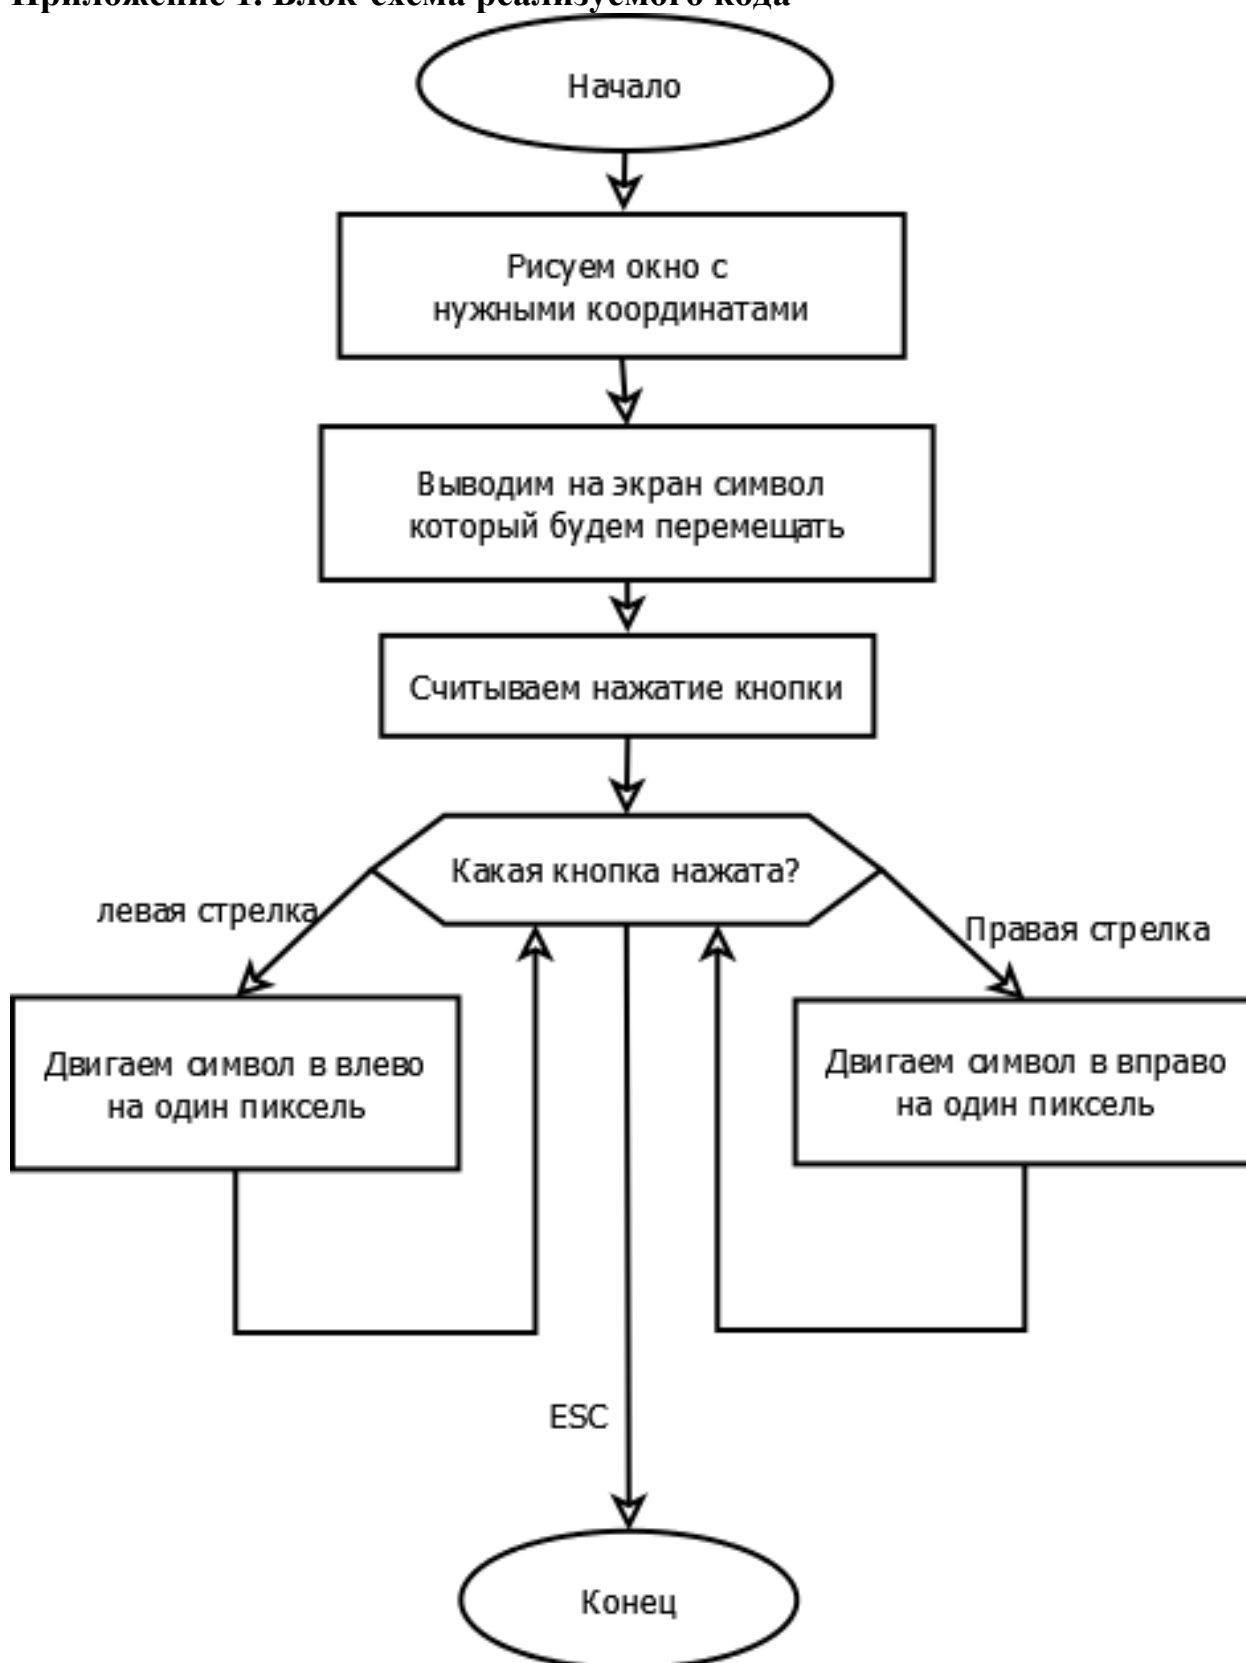 Приложение 1. Блок-схема реализуемого кода
Начало
Рисуем окно с
нужными координатами
Выводим на экран символ
который будем перемещать
Считываем нажатие кнопки
Какая кнопка нажата?
левая стрелка
Правая стрелка
Двигаем символ в влево
на один пиксель
Двигаем символ в вправо
на один пиксель
ESC
Конец